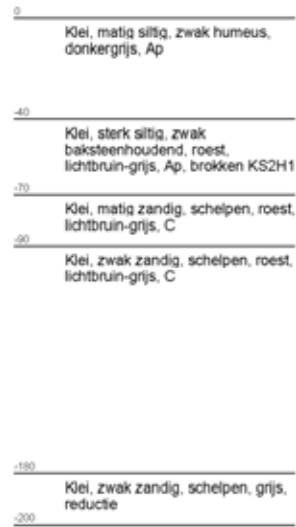 0
Klei, matig siltig, zwak humeus,
donkergrijs, Ap
-40
Klei, sterk siltig, zwak
baksteenhoudend, roest,
lichtbruin-grijs, Ap, brokken KS2H1
-70
Klei, matig zandig, schelpen, roest,
lichtbruin-grijs, C
-90
Klei, zwak zandig, schelpen, roest,
lichtbruin-grijs, C
-180
Klei, zwak zandig, schelpen, grijs,
reductie
-200